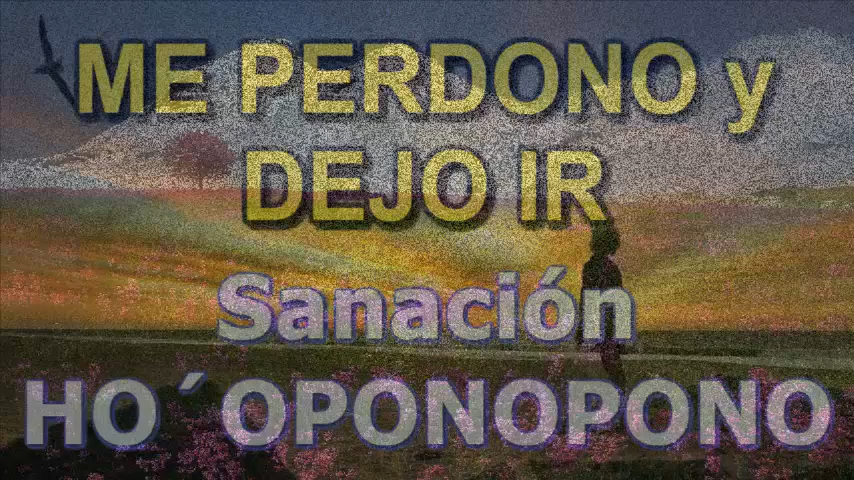 ME PERDONO y
DEJO IR
Sanación
HO´OPONOPONO